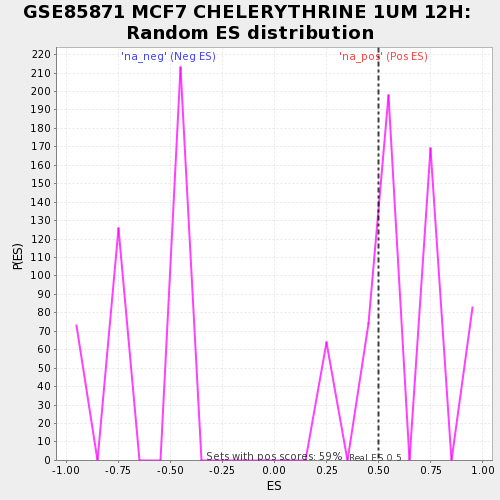 GSE85871 MCF7 CHELERYTHRINE 1UM 12H:
Random ES distribution
'na_neg' (Neg ES)
'na_pos' (Pos ES)
220
210
200
190
180
170
160
150
140
130
120
110
100
90
80
70
60
50
40
30
20
10
0
P(ES)
Sets with pos scores: 59%
Real ES 0.5
-1.00 -0.75 -0.50 -0.25 0.00 0.25 0.50 0.75 1.00
ES